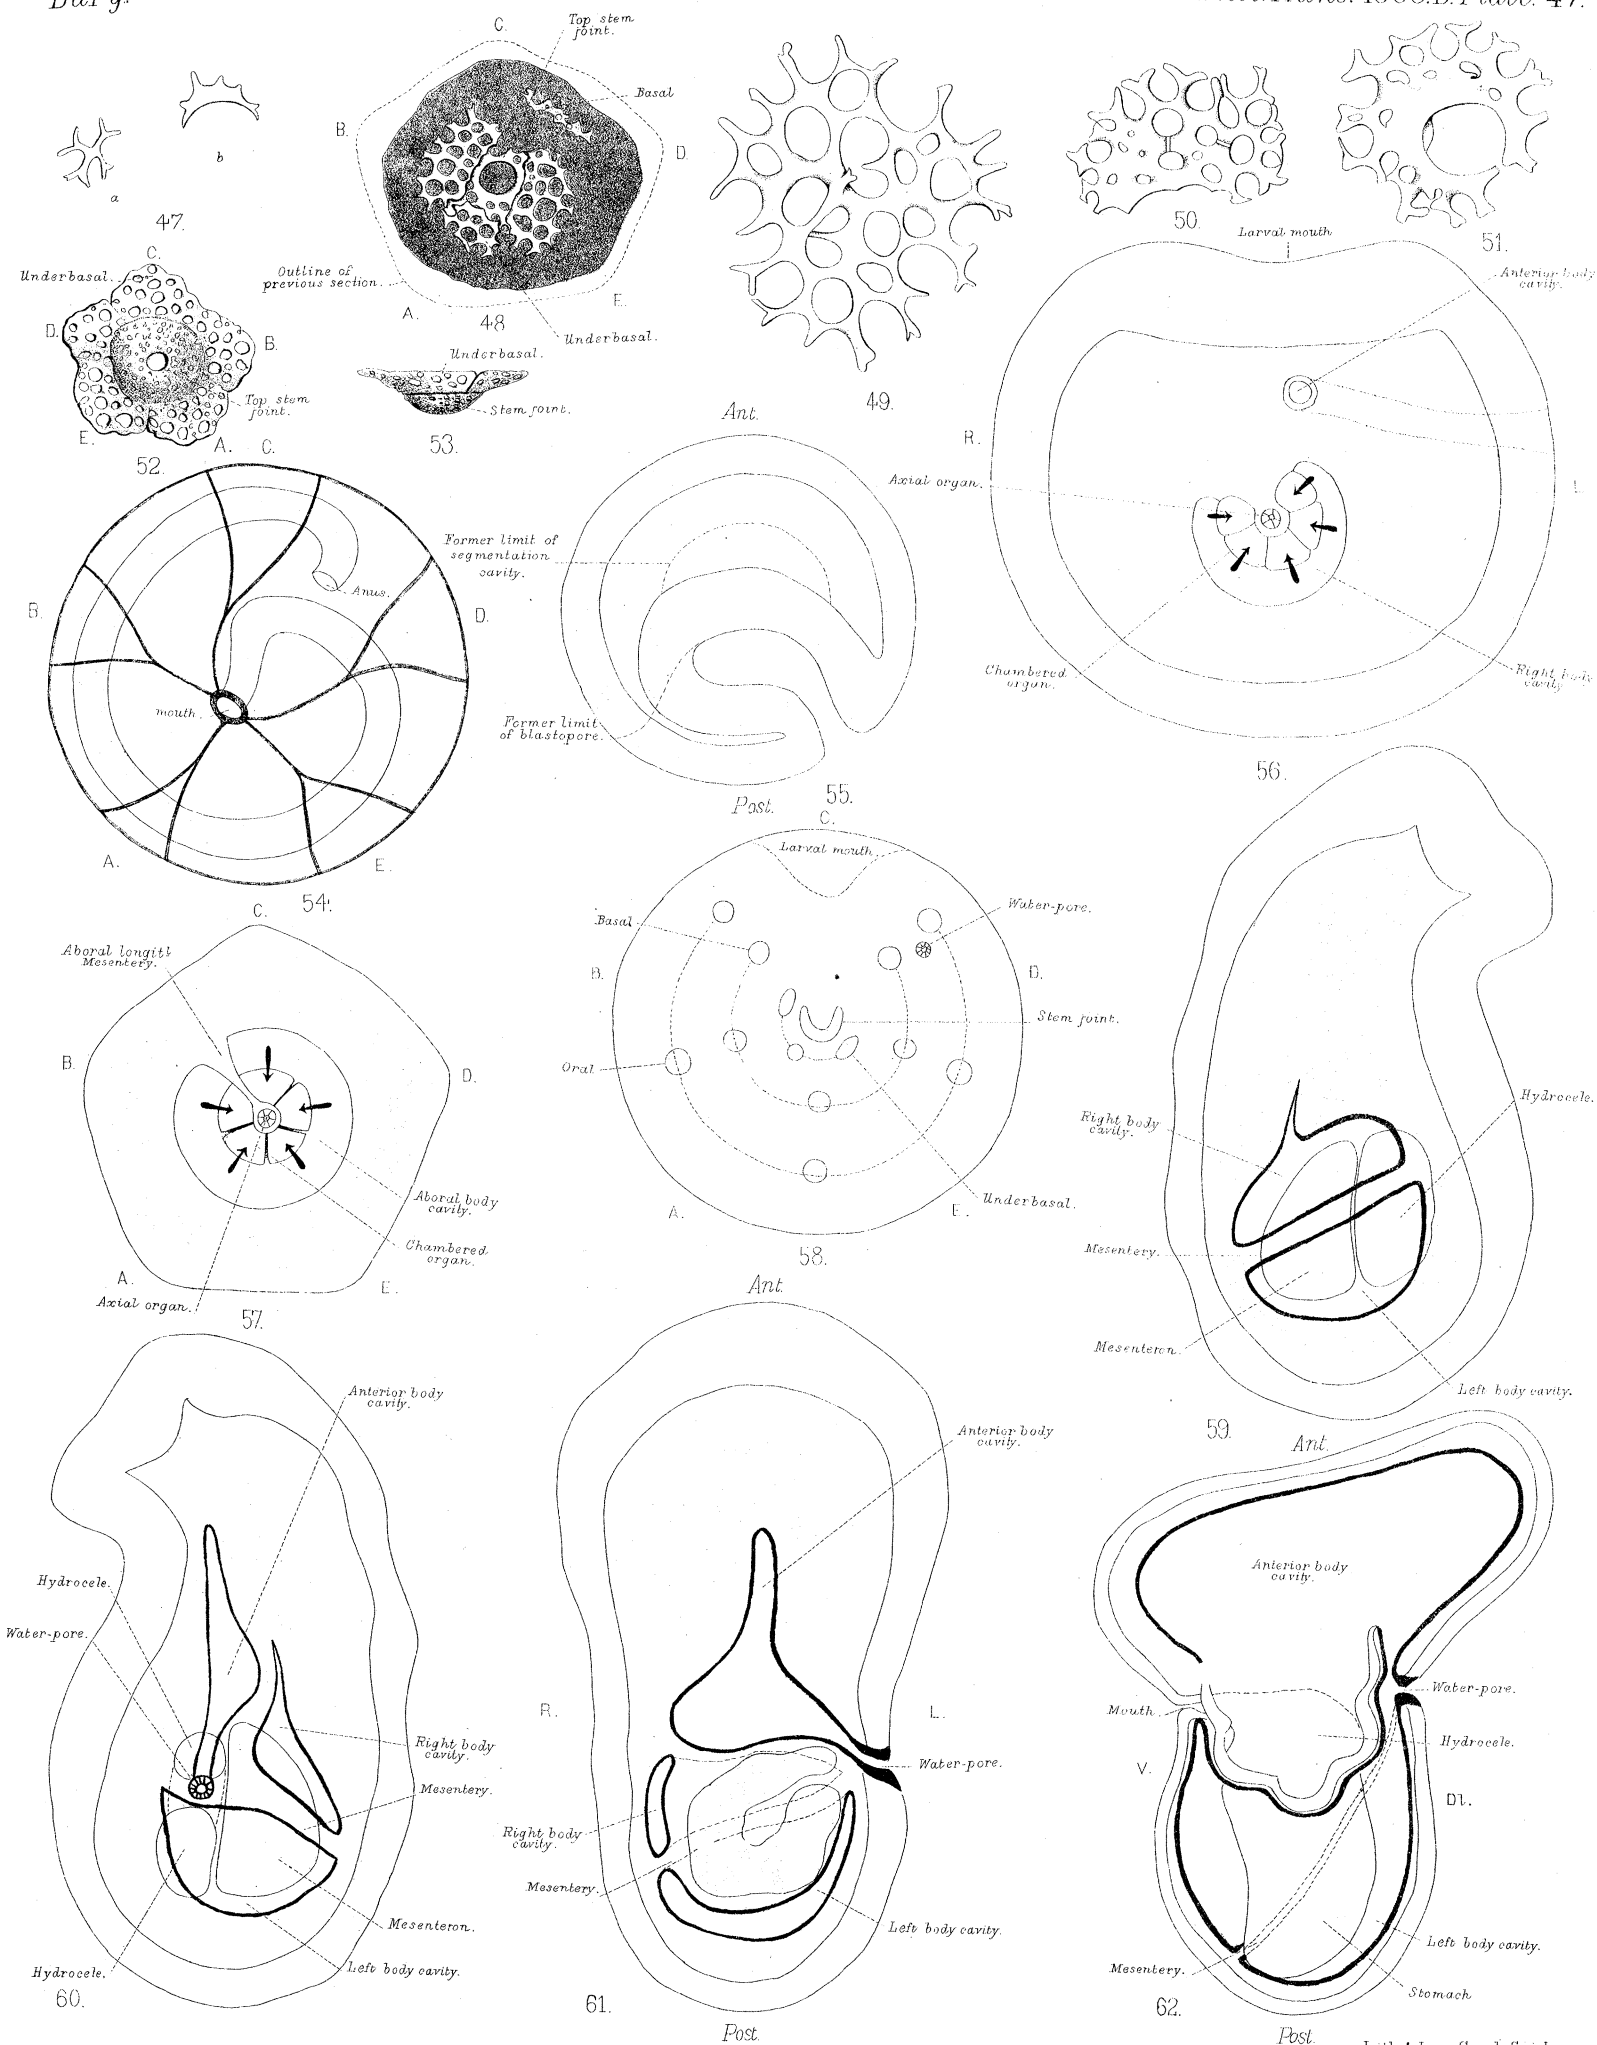 Bury.
1888.B. Plate. 47.
a
b
47.
C.
Top stem
joint.
Basal
B.
D.
Outline of
previous section.
A.
E.
48
Underbasal.
49.
50.
51.
C.
Underbasal.
D.
B.
Top stem
joint.
E.
A.
52.
Underbasal.
Stem joint.
53.
C.
B.
D.
Anus.
mouth.
A.
E.
54.
Ant.
Former limit of
segmentation
cavity.
Former limit
of blastopore.
Post.
55.
Larval mouth
Anterior body
cavity.
R.
L.
Axial organ.
Chambered
organ.
Right body
cavity
56.
C.
Aboral longitl.
Mesentery.
B.
D.
Aboral body
cavity.
Chambered
organ.
A.
E.
Axial organ.
57.
C.
Larval mouth.
Water-pore.
Basal
B.
D.
Stem joint.
Oral
Underbasal.
A.
E.
58.
Hydrocele.
Right body
cavity.
Mesentery.
Mesenteron.
Left body cavity.
59.
Anterior body
cavity.
Hydrocele.
Water-pore.
Right body
cavity.
Mesentery.
Mesenteron.
Hydrocele.
Left body cavity.
60.
Ant.
Anterior body
cavity.
R.
L.
Water-pore.
Right body
cavity.
Mesentery.
Left body cavity.
61.
Post.
Ant.
Anterior body
cavity.
Water-pore.
Mouth.
Hydrocele.
V.
Dl.
Left body cavity.
Mesentery.
Stomach
62.
Post.